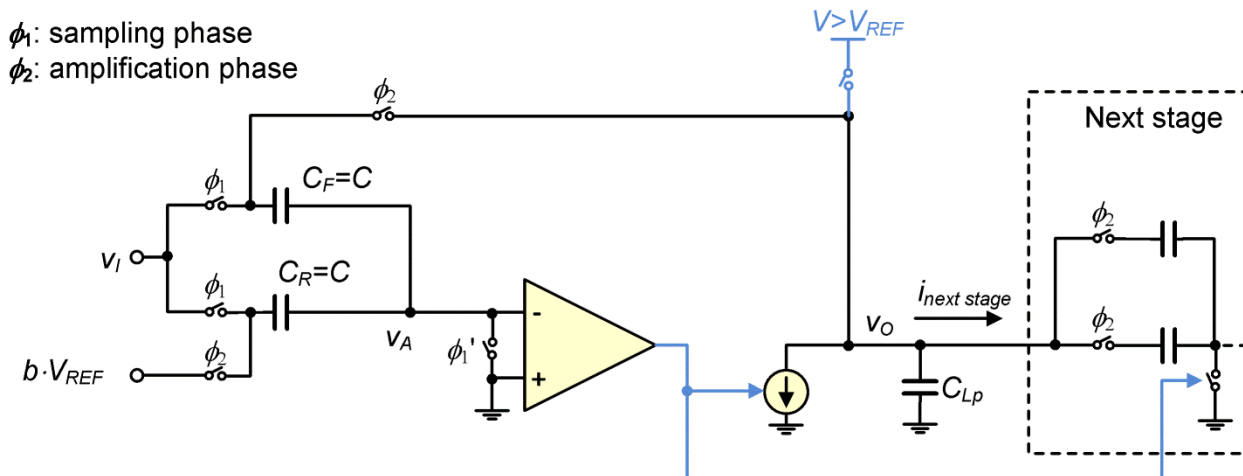 ϕ1: sampling phase
ϕ2: amplification phase
V>VREF
ϕ2
Next stage
ϕ1
CF=C
vI
ϕ1
CR=C
ϕ2
b·VREF
vA
ϕ1'
-
+
vO
inext stage
CLp
ϕ2
ϕ2